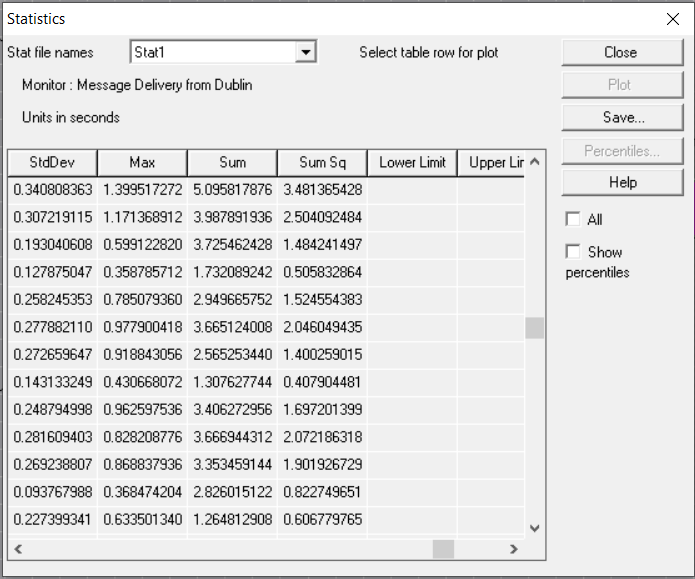 Statistics
Stat file names Stat1 Select table row for plot Close
Monitor : Message Delivery from Dublin Plot
Units in seconds Save...
Percentiles...
Help
All
Show
percentiles
StdDev Max Sum Sum Sq Lower Limit Upper Lir
0.340808363 1.399517272 5.095817876 3.481365428
0.307219115 1.171368912 3.987891936 2.504092484
0.193040608 0.599122820 3.725462428 1.484241497
0.127875047 0.358785712 1.732089242 0.505832864
0.258245353 0.785079360 2.949665752 1.524554383
0.277882110 0.977900418 3.665124008 2.046049435
0.272659647 0.918843056 2.565253440 1.400259015
0.143133249 0.430668072 1.307627744 0.407904481
0.248794998 0.962597536 3.406272956 1.697201399
0.281609403 0.828208776 3.666944312 2.072186318
0.269238807 0.868837936 3.353459144 1.901926729
0.093767988 0.368474204 2.826015122 0.822749651
0.227399341 0.633501340 1.264812908 0.606779765